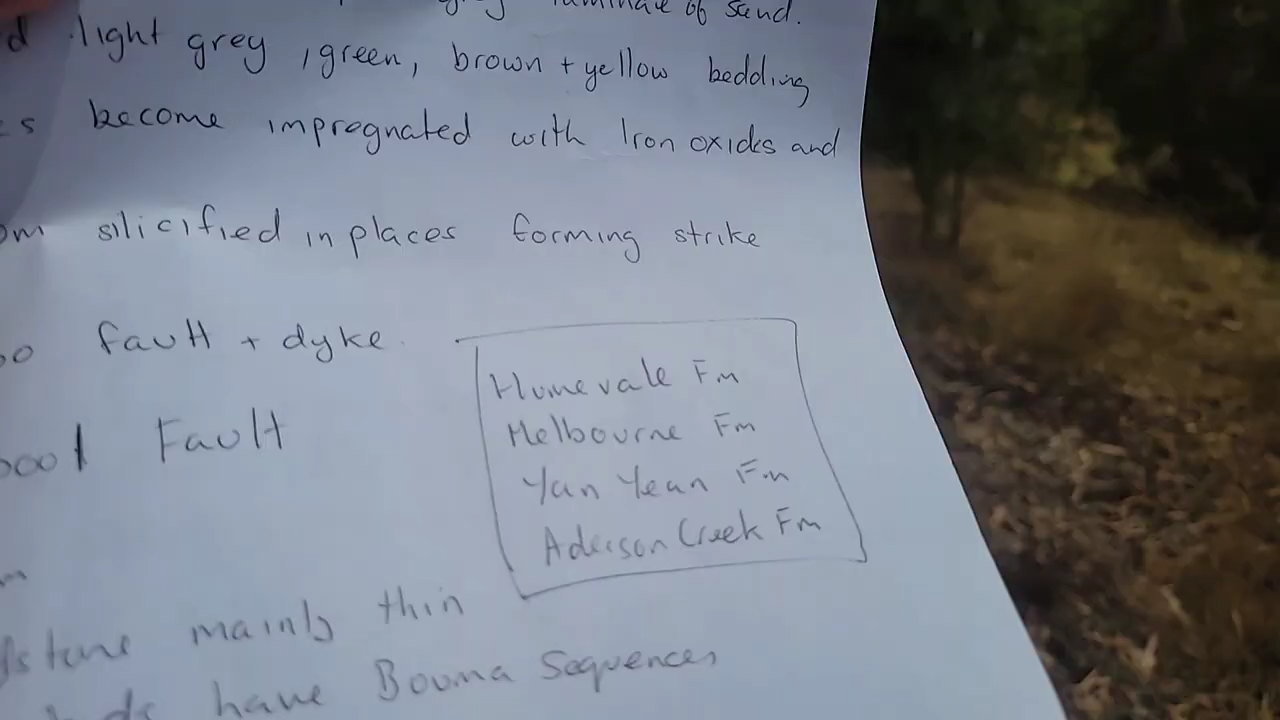 laminae of sand.
light grey, green, brown + yellow bedding
become impregnated with Iron oxides and
silicified in places forming strike
fault + dyke.
Fault
Humevale Fm
Melbourne Fm
Yan Yean Fm
Aderson Creek Fm
mainly thin
have Bouma Sequences